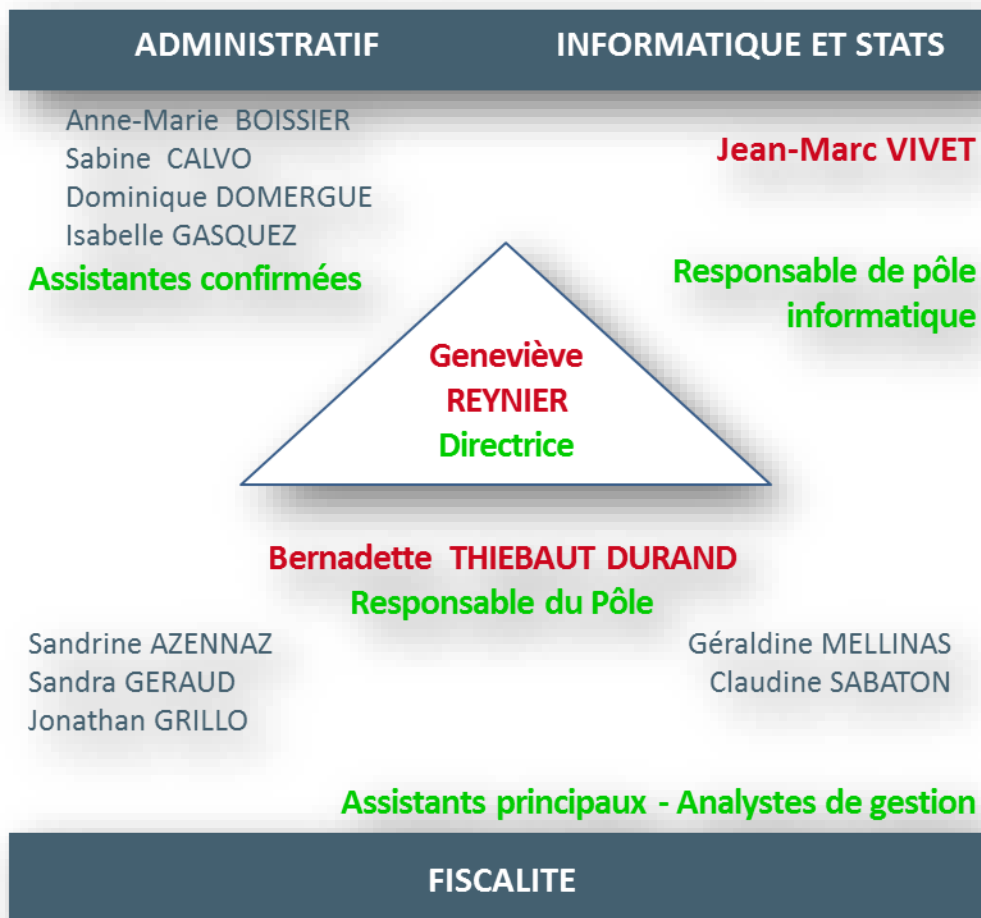 ADMINISTRATIF
INFORMATIQUE ET STATS
Anne-Marie BOISSIER
Sabine CALVO
Dominique DOMERGUE
Isabelle GASQUEZ
Assistantes confirmées
Jean-Marc VIVET
Responsable de pôle
informatique
Geneviève
REYNIER
Directrice
Bernadette THIEBAUT DURAND
Responsable du Pôle
Sandrine AZENNAZ
Sandra GERAUD
Jonathan GRILLO
Géraldine MELLINAS
Claudine SABATON
Assistants principaux - Analystes de gestion
FISCALITE